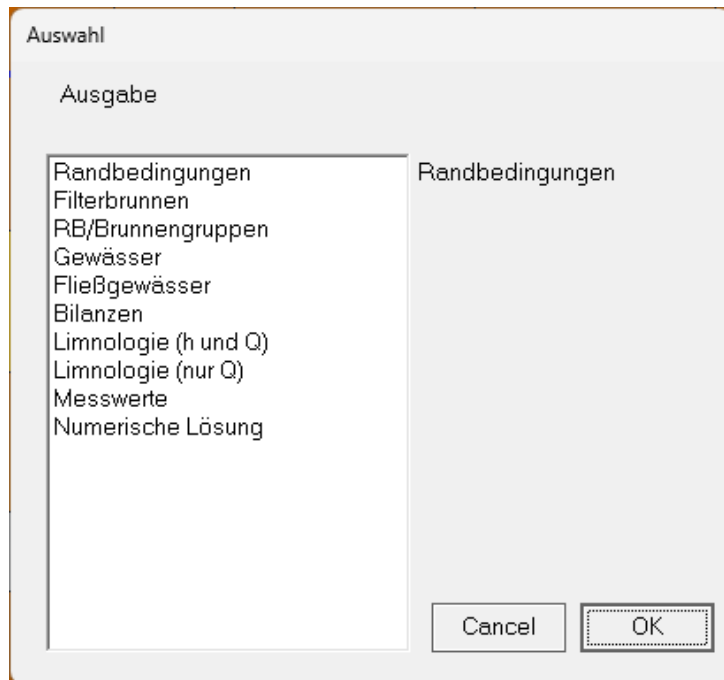 Auswahl
Ausgabe
Randbedingungen
Filterbrunnen
RB/Brunnengruppen
Gewässer
Fließgewässer
Bilanzen
Limnologie (h und Q)
Limnologie (nur Q)
Messwerte
Numerische Lösung
Randbedingungen
Cancel
OK